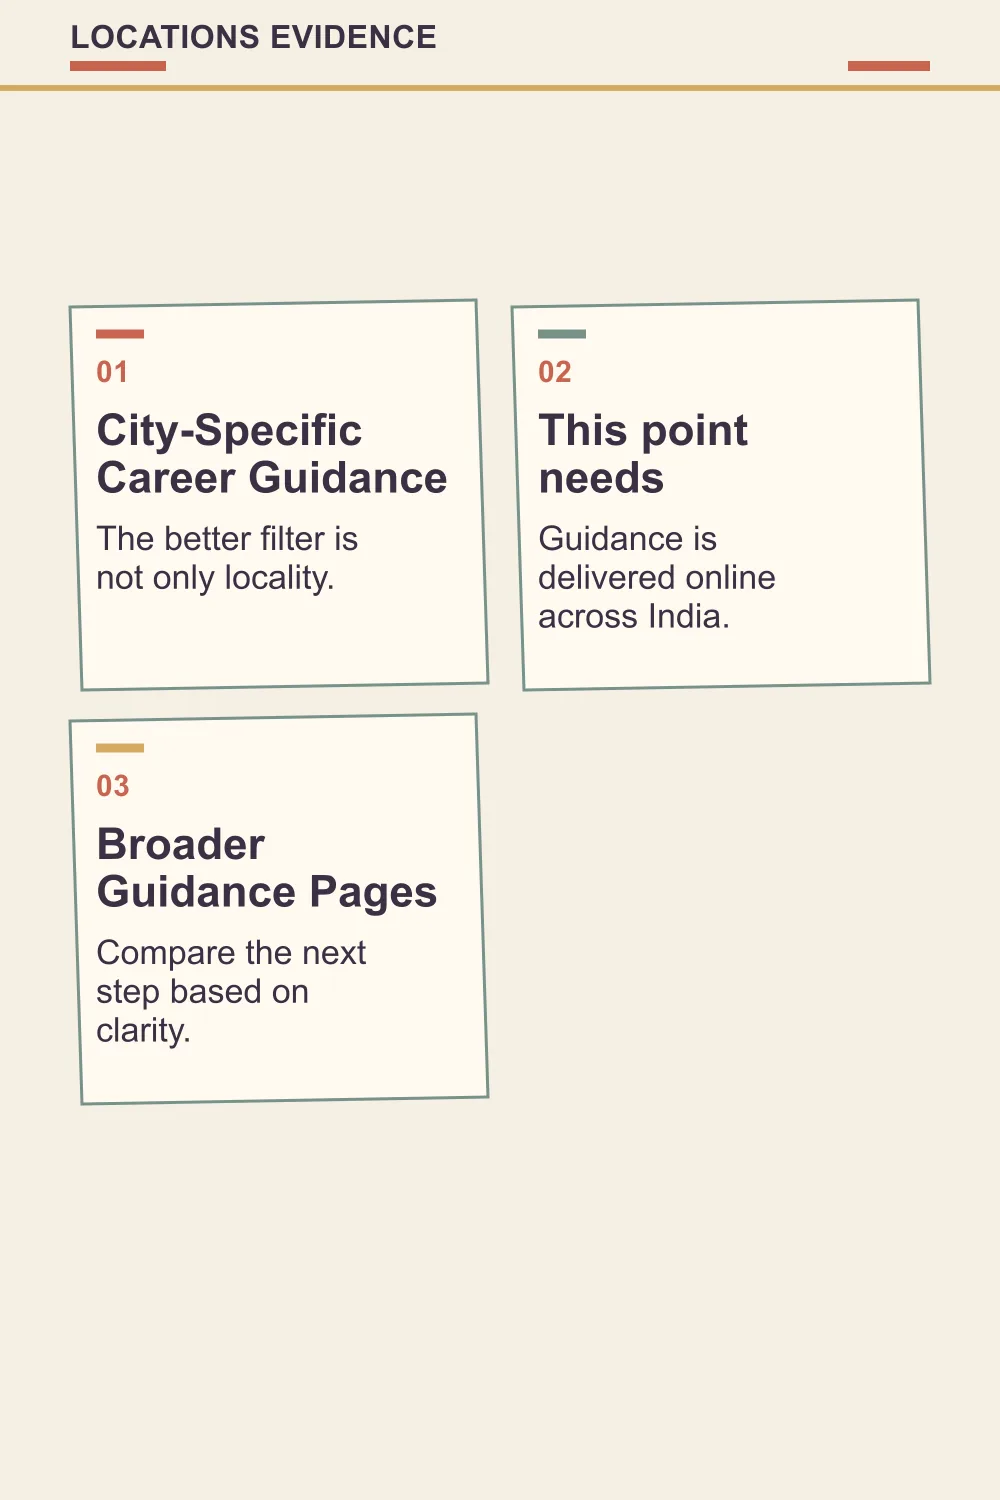 LOCATIONS EVIDENCE
01
City-Specific
Career Guidance
The better filter is
not only locality.
02
This point
needs
Guidance is
delivered online
across India.
03
Broader
Guidance Pages
Compare the next
step based on
clarity.